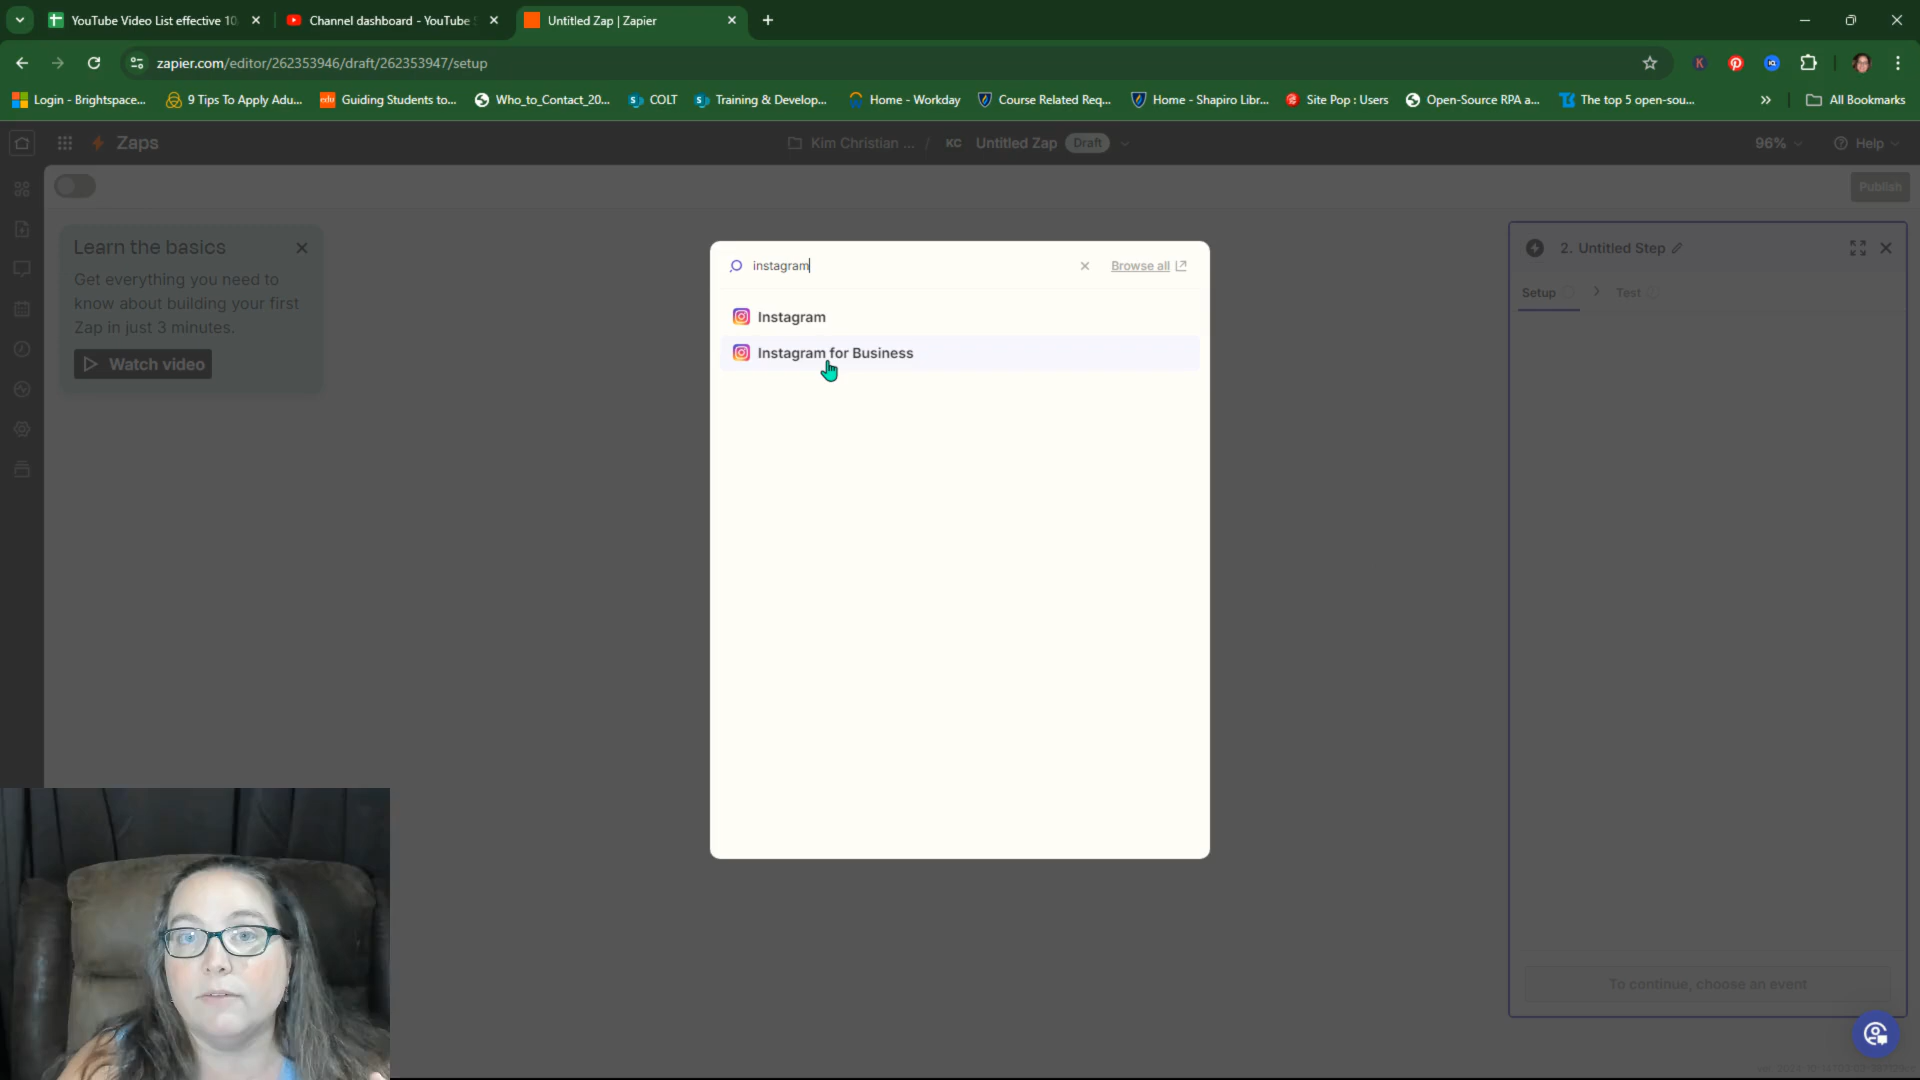 YouTube Video List effective 10
Channel dashboard - YouTube S
Untitled Zap | Zapier
zapier.com/editor/262353946/draft/262353947/setup
Login - Brightspace...
9 Tips To Apply Adu...
Guiding Students to...
Who_to_Contact_20...
COLT
Training & Develop...
Home - Workday
Course Related Req...
Home - Shapiro Libr...
Site Pop : Users
Open-Source RPA a...
The top 5 open-sou...
All Bookmarks
Zaps
Kim Christian ... / KC Untitled Zap Draft
96%
Help
Publish
Learn the basics
Get everything you need to
know about building your first
Zap in just 3 minutes.
Watch video
instagram
Browse all
Instagram
Instagram for Business
2. Untitled Step
Setup
Test
To continue, choose an event